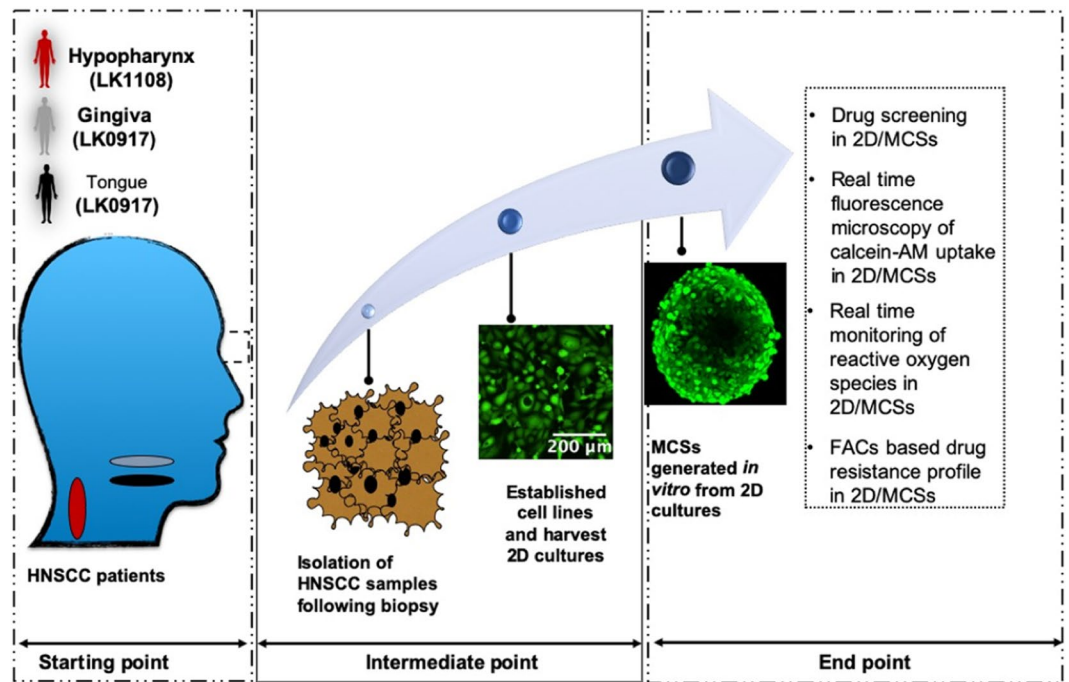 Hypopharynx
(LK1108)
Gingiva
(LK0917)
Tongue
(LK0917)
HNSCC patients
Starting point
Isolation of
HNSCC samples
following biopsy
200 µm
Established
cell lines
and harvest
2D cultures
Intermediate point
MCSs
generated in
vitro from 2D
cultures
• Drug screening
in 2D/MCSs
• Real time
fluorescence
microscopy of
calcein-AM uptake
in 2D/MCSs
• Real time
monitoring of
reactive oxygen
species in
2D/MCSs
• FACs based drug
resistance profile
in 2D/MCSs
End point